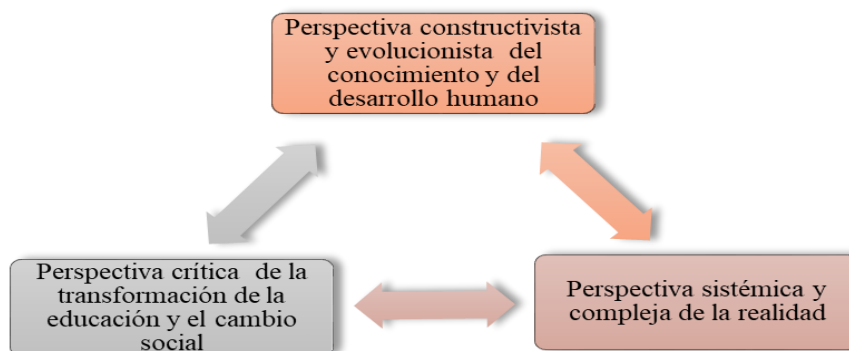 Perspectiva constructivista
y evolucionista del
conocimiento y del
desarrollo humano
Perspectiva crítica de la
transformación de la
educación y el cambio
social
Perspectiva sistémica y
compleja de la realidad